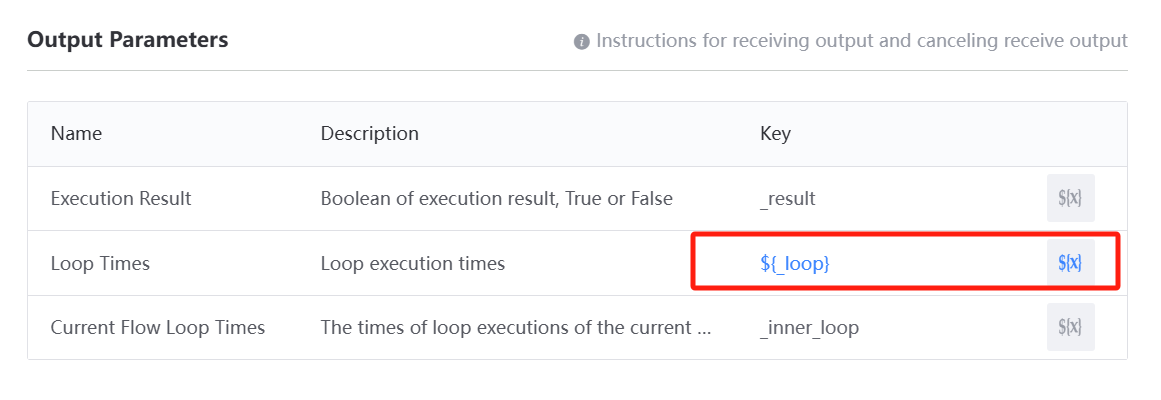 Output Parameters
Instructions for receiving output and canceling receive output
Name Description Key
Execution Result Boolean of execution result, True or False _result ${x}
Loop Times Loop execution times ${_loop} ${x}
Current Flow Loop Times The times of loop executions of the current ... _inner_loop ${x}